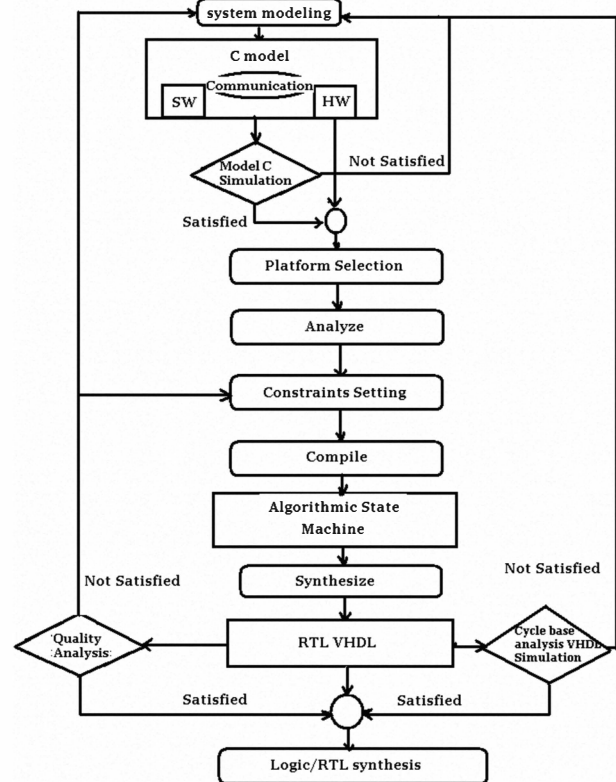 system modeling
C model
Communication
SW
HW
Model C
Simulation
Not Satisfied
Satisfied
Platform Selection
Analyze
Constraints Setting
Compile
Algorithmic State
Machine
Synthesize
Not Satisfied
Not Satisfied
Quality
Analysis
RTL VHDL
Cycle base
analysis VHDL
Simulation
Satisfied
Satisfied
Logic/RTL synthesis